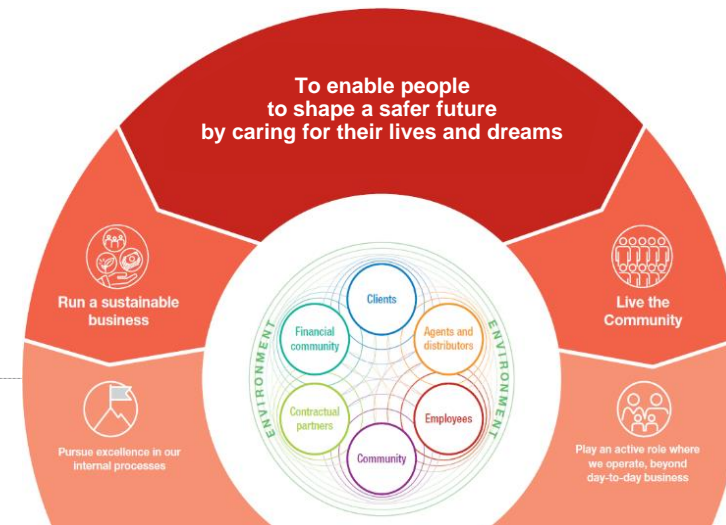 To enable people
to shape a safer future
by caring for their lives and dreams
Run a sustainable
business
Live the
Community
Pursue excellence in our
internal processes
Play an active role where
we operate, beyond
day-to-day business
ENVIRONMENT
ENVIRONMENT
Clients
Financial
community
Agents and
distributors
Contractual
partners
Employees
Community